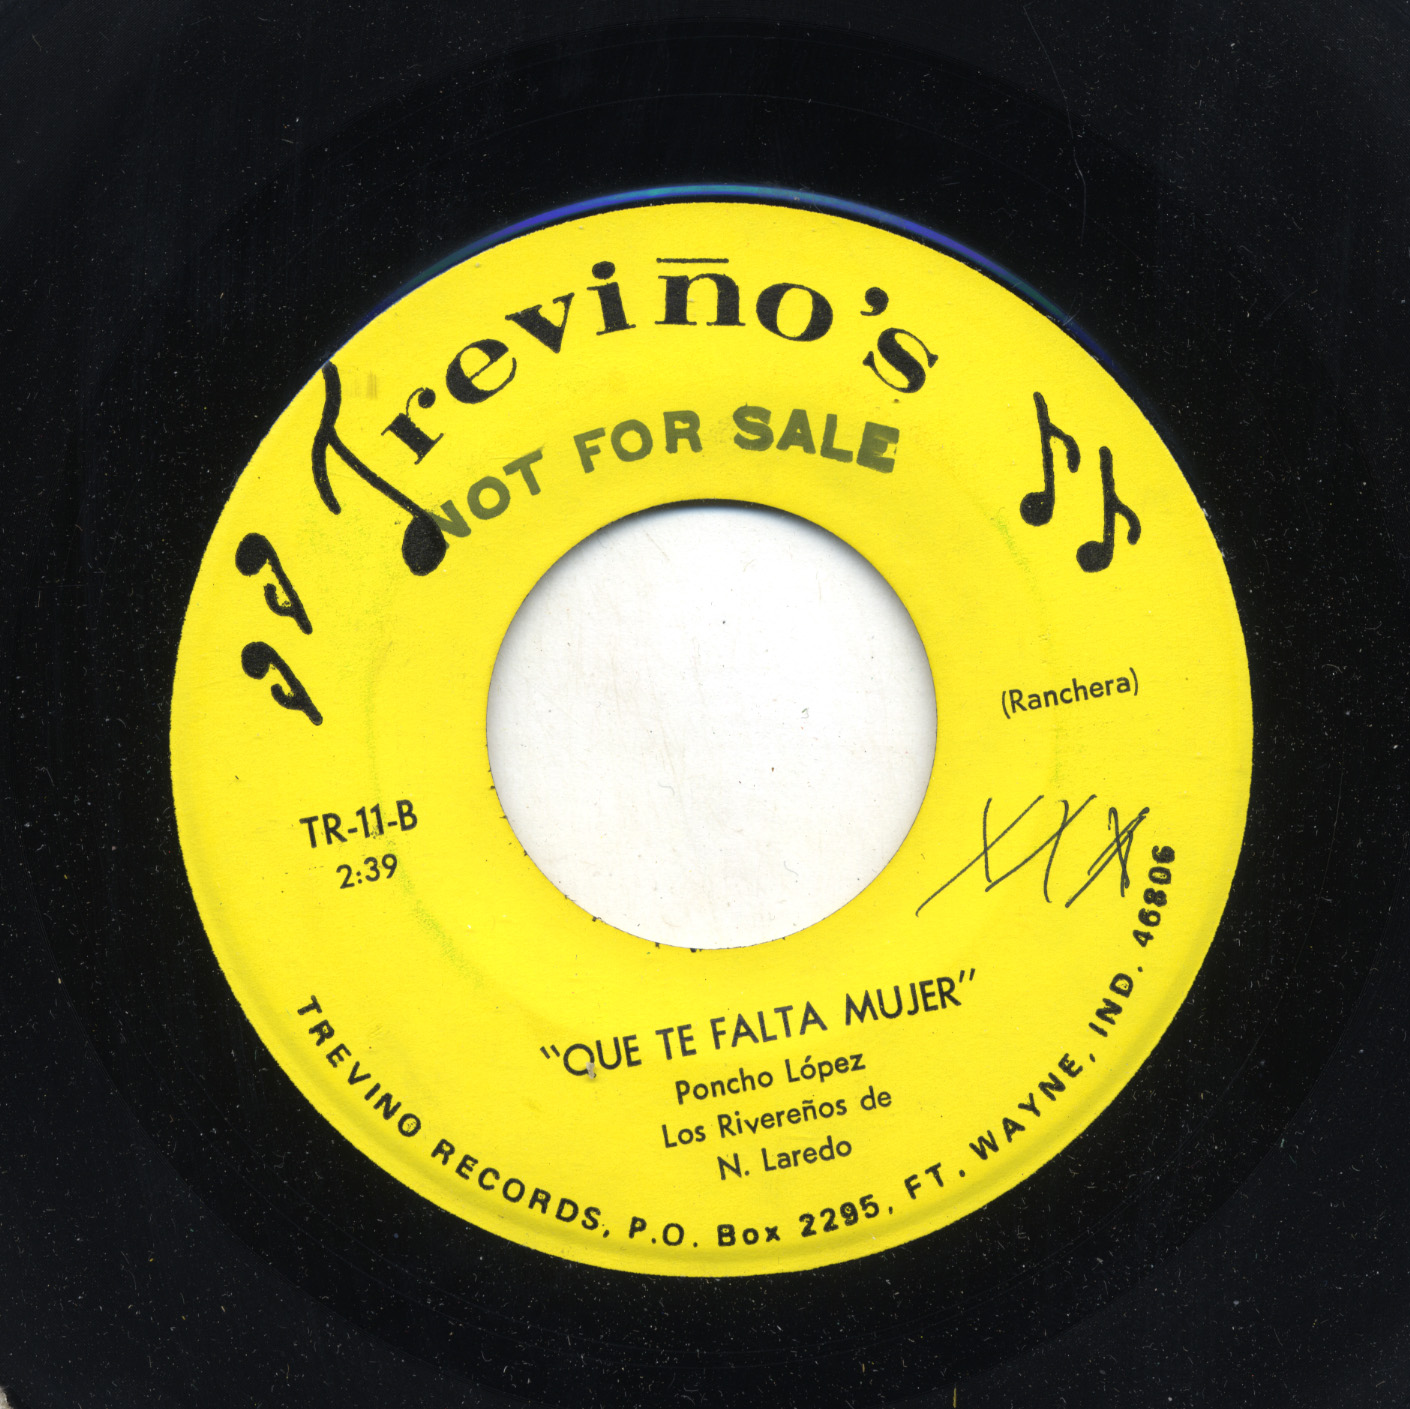 Treviño's
NOT FOR SALE
(Ranchera)
TR-11-B
2:39
XXX
"QUE TE FALTA MUJER"
Poncho López
Los Rivereños de
N. Laredo
TREVINO RECORDS, P.O. Box 2295, FT. WAYNE, IND. 46806